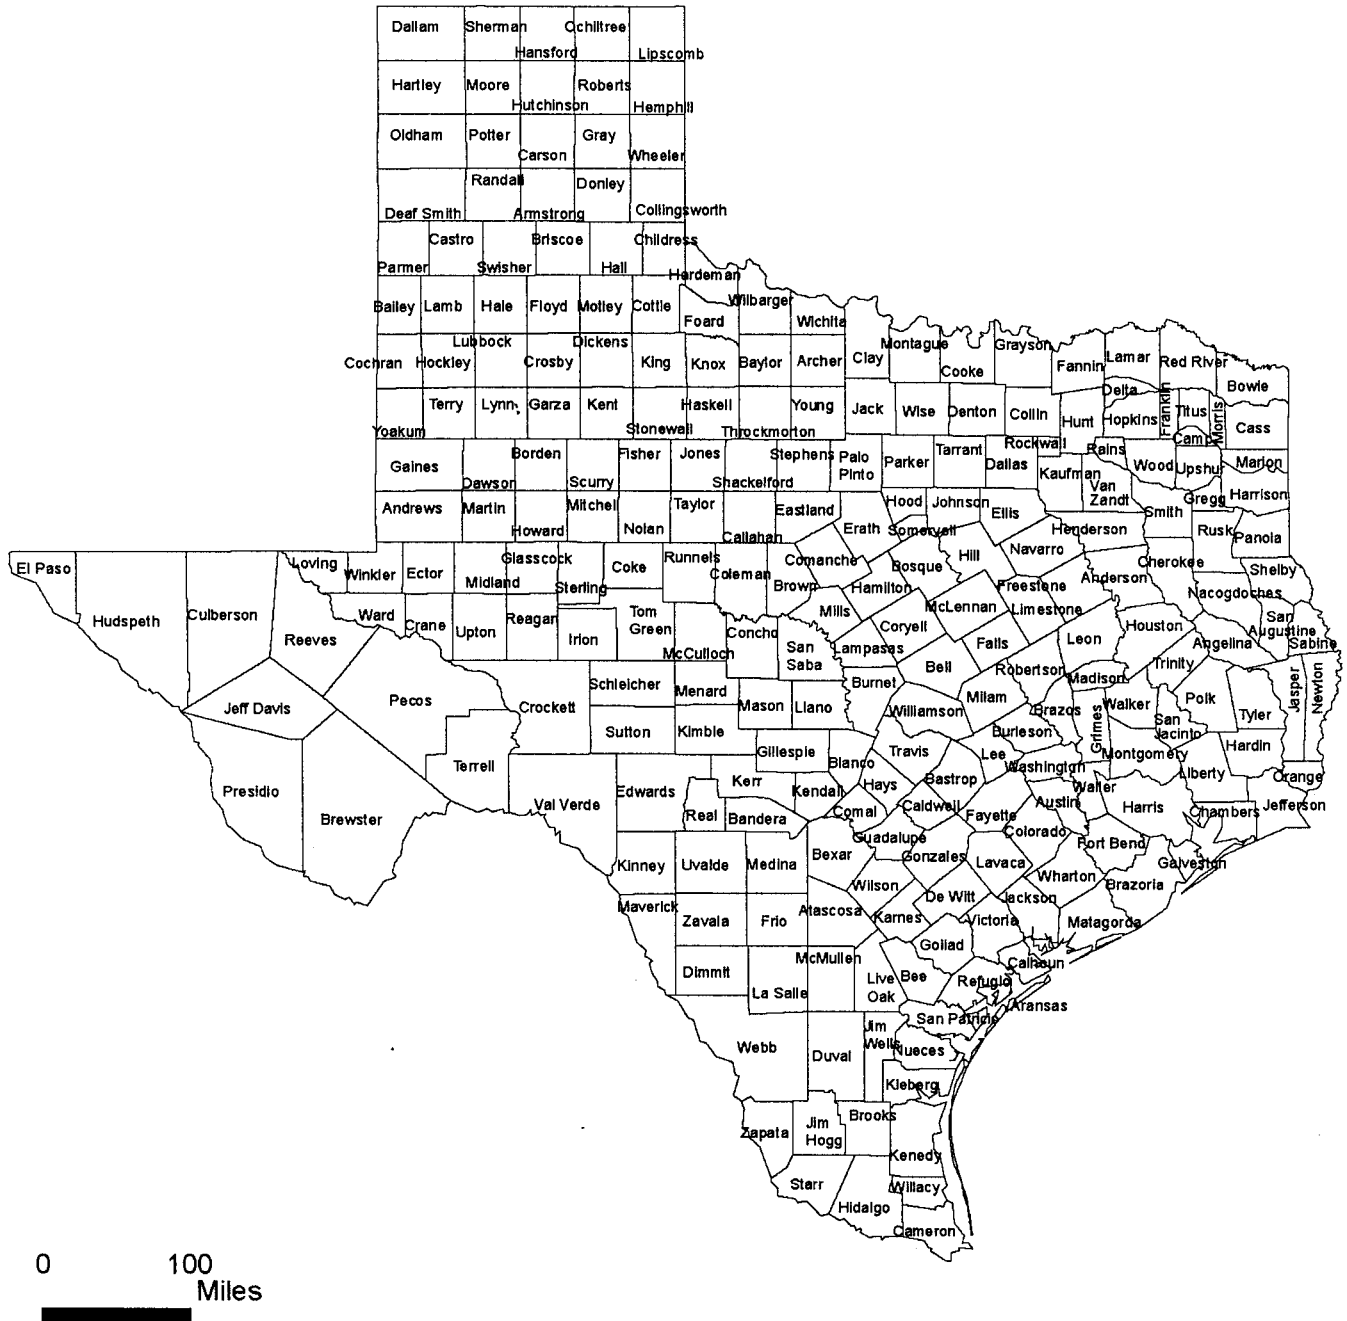 Dallam Sherman Ochiltree
Hansford Lipscomb
Hartley Moore Roberts
Hutchinson Hemphill
Oldham Potter Gray
Carson Wheeler
Randall Donley
Deaf Smith Armstrong Collingsworth
Castro Briscoe Childress
Parmer Swisher Hall
Hardeman
Bailey Lamb Hale Floyd Motley Cottle Wilbarger
Foard Wichita
Lubbock Dickens Montague Grayson
Cochran Hockley Crosby King Knox Baylor Archer Clay Cooke Fannin Lamar Red River
Delta Bowie
Terry Lynn Garza Kent Haskell Young Jack Wise Denton Collin Hunt Hopkins Franklin Titus Morris
Yoakum Stonewall Throckmorton Camp Cass
Borden Fisher Jones Stephens Palo Pinto Tarrant Rockwall Rains
Gaines Parker Dallas Kaufman Wood Upshur Marion
Dawson Scurry Shackelford Van Zandt
Andrews Martin Mitchel Taylor Eastland Hood Johnson Ellis Smith Gregg Harrison
Howard Nolan Callahan Erath Somervell Henderson Rusk Panola
El Paso Loving Glasscock Runnels Comanche Hill Navarro Cherokee
Winkler Ector Midland Sterling Coke Coleman Brown Hamilton Bosque Freestone Anderson Shelby
Hudspeth Culberson Ward Reagan Tom Green Mills McLennan Limestone Nacogdoches
Reeves Crane Upton Irion Concho Coryell Houston San Augustine
McCulloch San Saba Lampasas Falls Leon Angelina Sabine
Schleicher Bell Robertson Trinity
Jeff Davis Pecos Crockett Menard Mason Llano Burnet Milam Madison Walker Polk Jasper Newton
Williamson Brazos Grimes San Jacinto Tyler
Sutton Kimble Burleson
Gillespie Travis Lee Montgomery Hardin
Terrell Blanco Washington Liberty
Presidio Edwards Kerr Kendall Hays Bastrop Waller Orange
Brewster Val Verde Real Bandera Comal Caldwell Fayette Austin Harris Chambers Jefferson
Guadalupe Colorado Fort Bend
Kinney Uvalde Medina Bexar Gonzales Lavaca Galveston
Wilson Wharton Brazoria
Maverick Atascosa De Witt Jackson
Zavala Frio Karnes Victoria Matagorda
Goliad
McMullen Calhoun
Dimmit Live Oak Bee Refugio
La Salle Aransas
San Patricio
Webb Duval Jim Wells Nueces
Kleberg
Zapata Jim Hogg Brooks
Kenedy
Starr Willacy
Hidalgo
Cameron
0 100
Miles